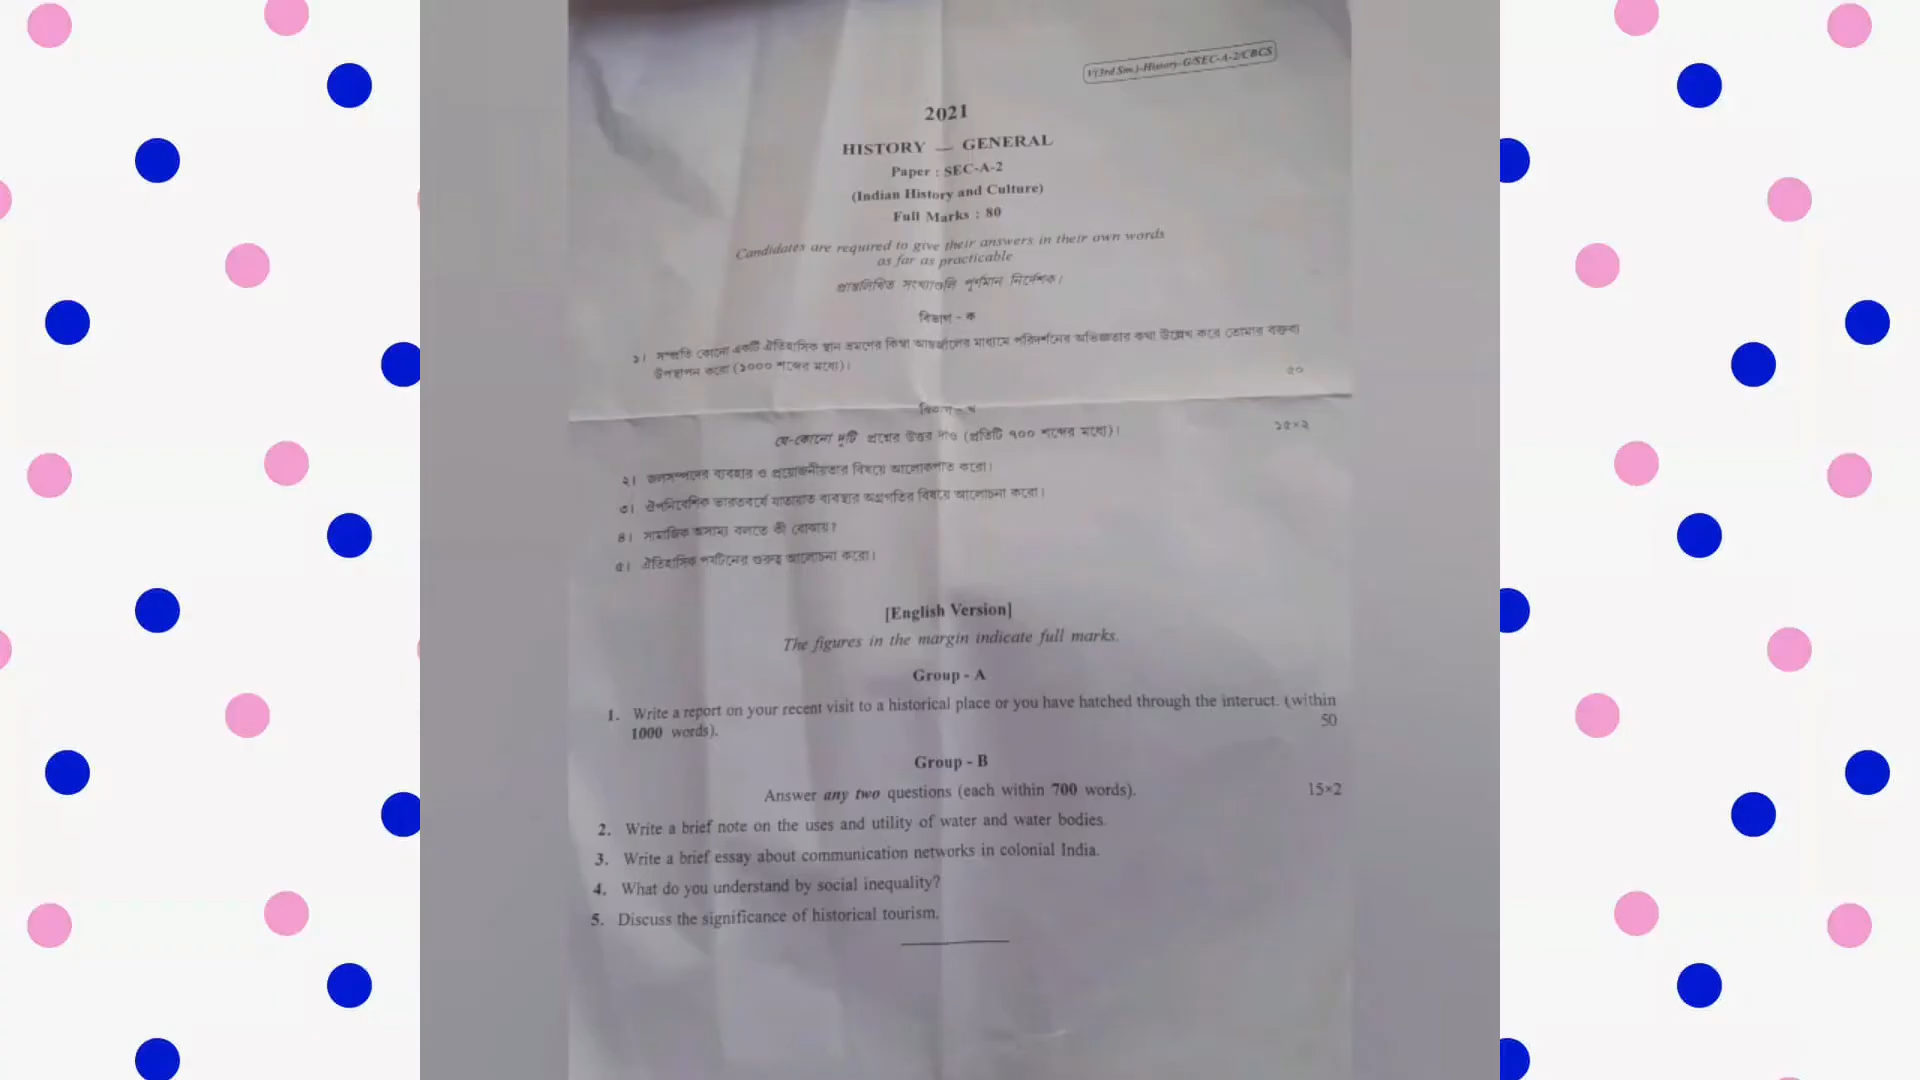 V(3rd Sm.)-History-G/SEC-A-2/CBCS
2021
HISTORY — GENERAL
Paper : SEC-A-2
(Indian History and Culture)
Full Marks : 80
Candidates are required to give their answers in their own words
as far as practicable
প্রান্তলিখিত সংখ্যাগুলি পূর্ণমান নির্দেশক।
বিভাগ - ক
১। সম্প্রতি কোনো একটি ঐতিহাসিক স্থান ভ্রমণের কিম্বা আন্তর্জালের মাধ্যমে পরিদর্শনের অভিজ্ঞতার কথা উল্লেখ করে তোমার বক্তব্য
উপস্থাপন করো (১০০০ শব্দের মধ্যে)।
৫০
বিভাগ - খ
যে-কোনো দুটি প্রশ্নের উত্তর দাও (প্রতিটি ৭০০ শব্দের মধ্যে)।
১৫×২
২। জলসম্পদের ব্যবহার ও প্রয়োজনীয়তার বিষয়ে আলোকপাত করো।
৩। ঔপনিবেশিক ভারতবর্ষে যাতায়াত ব্যবস্থার অগ্রগতির বিষয়ে আলোচনা করো।
৪। সামাজিক অসাম্য বলতে কী বোঝায়?
৫। ঐতিহাসিক পর্যটনের গুরুত্ব আলোচনা করো।
[English Version]
The figures in the margin indicate full marks.
Group - A
1. Write a report on your recent visit to a historical place or you have hatched through the interuct. (within
1000 words).
50
Group - B
Answer any two questions (each within 700 words).
15×2
2. Write a brief note on the uses and utility of water and water bodies.
3. Write a brief essay about communication networks in colonial India.
4. What do you understand by social inequality?
5. Discuss the significance of historical tourism.